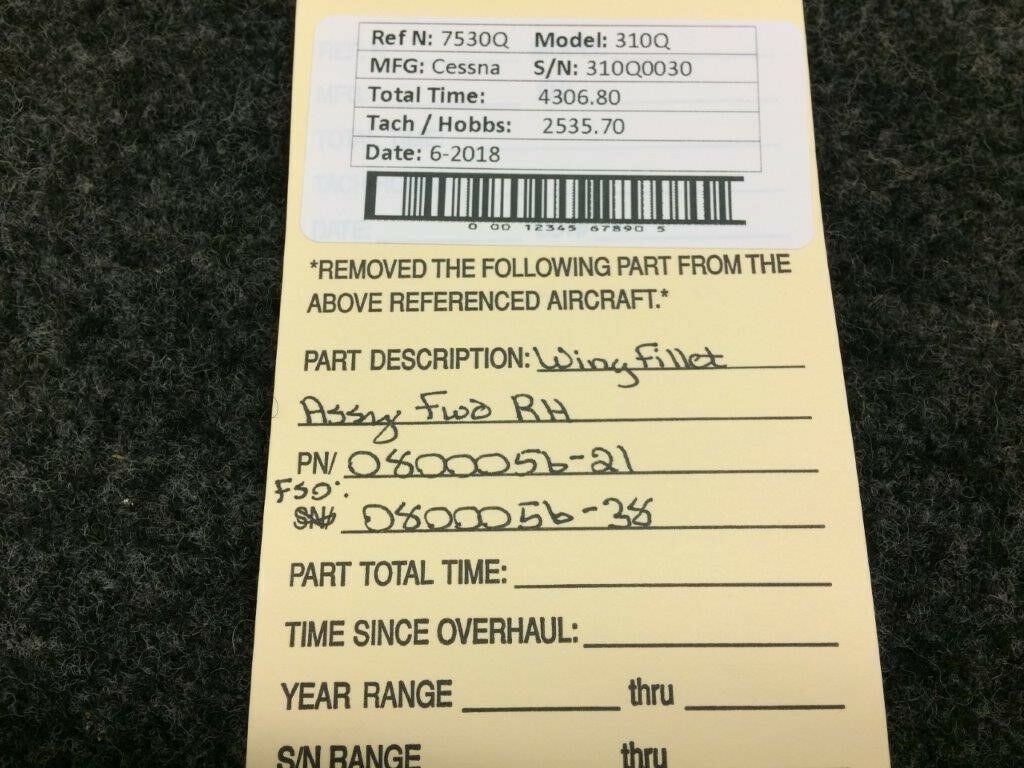 Ref N: 7530Q Model: 310Q
MFG: Cessna S/N: 310Q0030
Total Time: 4306.80
Tach / Hobbs: 2535.70
Date: 6-2018
0 00 12345 67890 5
*REMOVED THE FOLLOWING PART FROM THE
ABOVE REFERENCED AIRCRAFT.*
PART DESCRIPTION: Wing Fillet
Assy Fwd RH
PN/ 0800056-21
FSO:
SN/ 0800056-38
PART TOTAL TIME:
TIME SINCE OVERHAUL:
YEAR RANGE thru
S/N RANGE thru